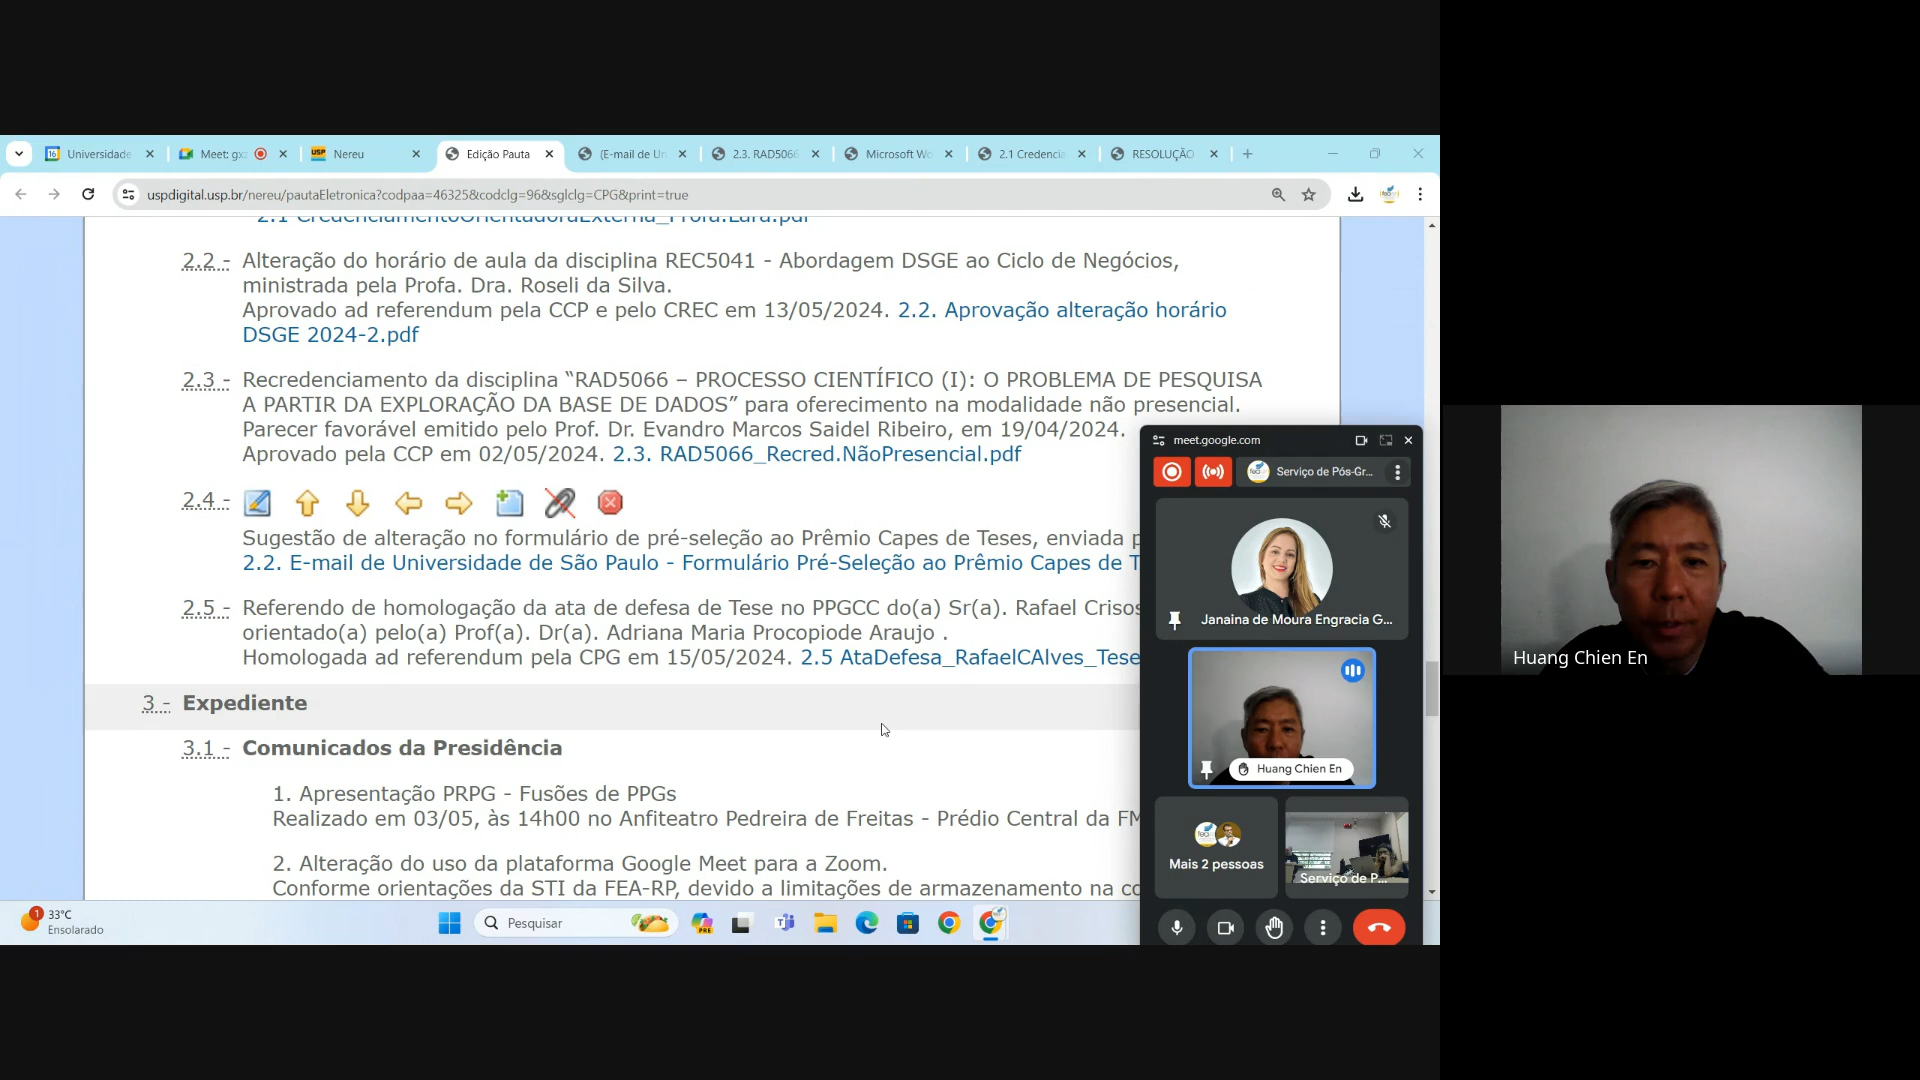 Universidade
Meet: gx
Nereu
Edição Pauta
(E-mail de Un
2.3. RAD5066
Microsoft Wo
2.1 Credencia
RESOLUÇÃO
uspdigital.usp.br/nereu/pautaEletronica?codpaa=46325&codclg=96&sglclg=CPG&print=true
2.1 CredenciamentoOrientadoraExterna_Profa.Lara.pdf
2.2 - Alteração do horário de aula da disciplina REC5041 - Abordagem DSGE ao Ciclo de Negócios,
ministrada pela Profa. Dra. Roseli da Silva.
Aprovado ad referendum pela CCP e pelo CREC em 13/05/2024. 2.2. Aprovação alteração horário
DSGE 2024-2.pdf
2.3 - Recredenciamento da disciplina “RAD5066 – PROCESSO CIENTÍFICO (I): O PROBLEMA DE PESQUISA
A PARTIR DA EXPLORAÇÃO DA BASE DE DADOS” para oferecimento na modalidade não presencial.
Parecer favorável emitido pelo Prof. Dr. Evandro Marcos Saidel Ribeiro, em 19/04/2024.
Aprovado pela CCP em 02/05/2024. 2.3. RAD5066_Recred.NãoPresencial.pdf
2.4 -
Sugestão de alteração no formulário de pré-seleção ao Prêmio Capes de Teses, enviada p
2.2. E-mail de Universidade de São Paulo - Formulário Pré-Seleção ao Prêmio Capes de T
2.5 - Referendo de homologação da ata de defesa de Tese no PPGCC do(a) Sr(a). Rafael Crisos
orientado(a) pelo(a) Prof(a). Dr(a). Adriana Maria Procopiode Araujo .
Homologada ad referendum pela CPG em 15/05/2024. 2.5 AtaDefesa_RafaelCAlves_Tese
3 - Expediente
3.1 - Comunicados da Presidência
1. Apresentação PRPG - Fusões de PPGs
Realizado em 03/05, às 14h00 no Anfiteatro Pedreira de Freitas - Prédio Central da FM
2. Alteração do uso da plataforma Google Meet para a Zoom.
Conforme orientações da STI da FEA-RP, devido a limitações de armazenamento na co
meet.google.com
Serviço de Pós-Gr...
Janaina de Moura Engracia G...
Huang Chien En
Mais 2 pessoas
Serviço de P...
Huang Chien En
1
33°C
Ensolarado
Pesquisar